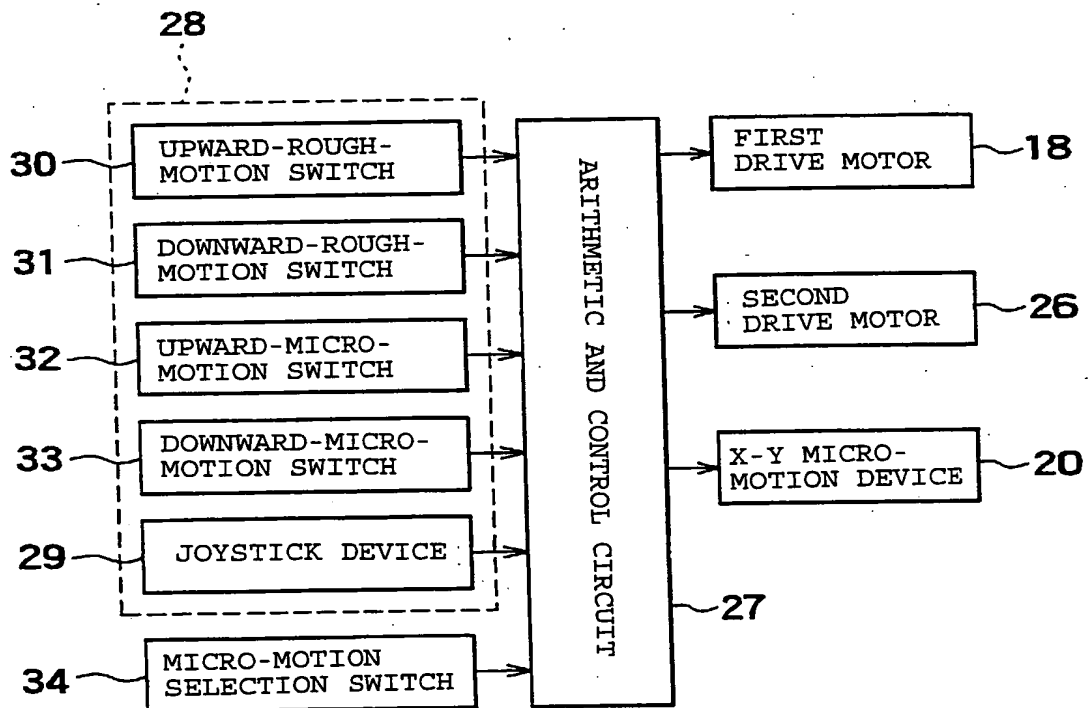 28
30
UPWARD-ROUGH-
MOTION SWITCH
31
DOWNWARD-ROUGH-
MOTION SWITCH
32
UPWARD-MICRO-
MOTION SWITCH
33
DOWNWARD-MICRO-
MOTION SWITCH
29
JOYSTICK DEVICE
34
MICRO-MOTION
SELECTION SWITCH
ARITHMETIC AND CONTROL CIRCUIT
27
FIRST
DRIVE MOTOR
18
SECOND
DRIVE MOTOR
26
X-Y MICRO-
MOTION DEVICE
20